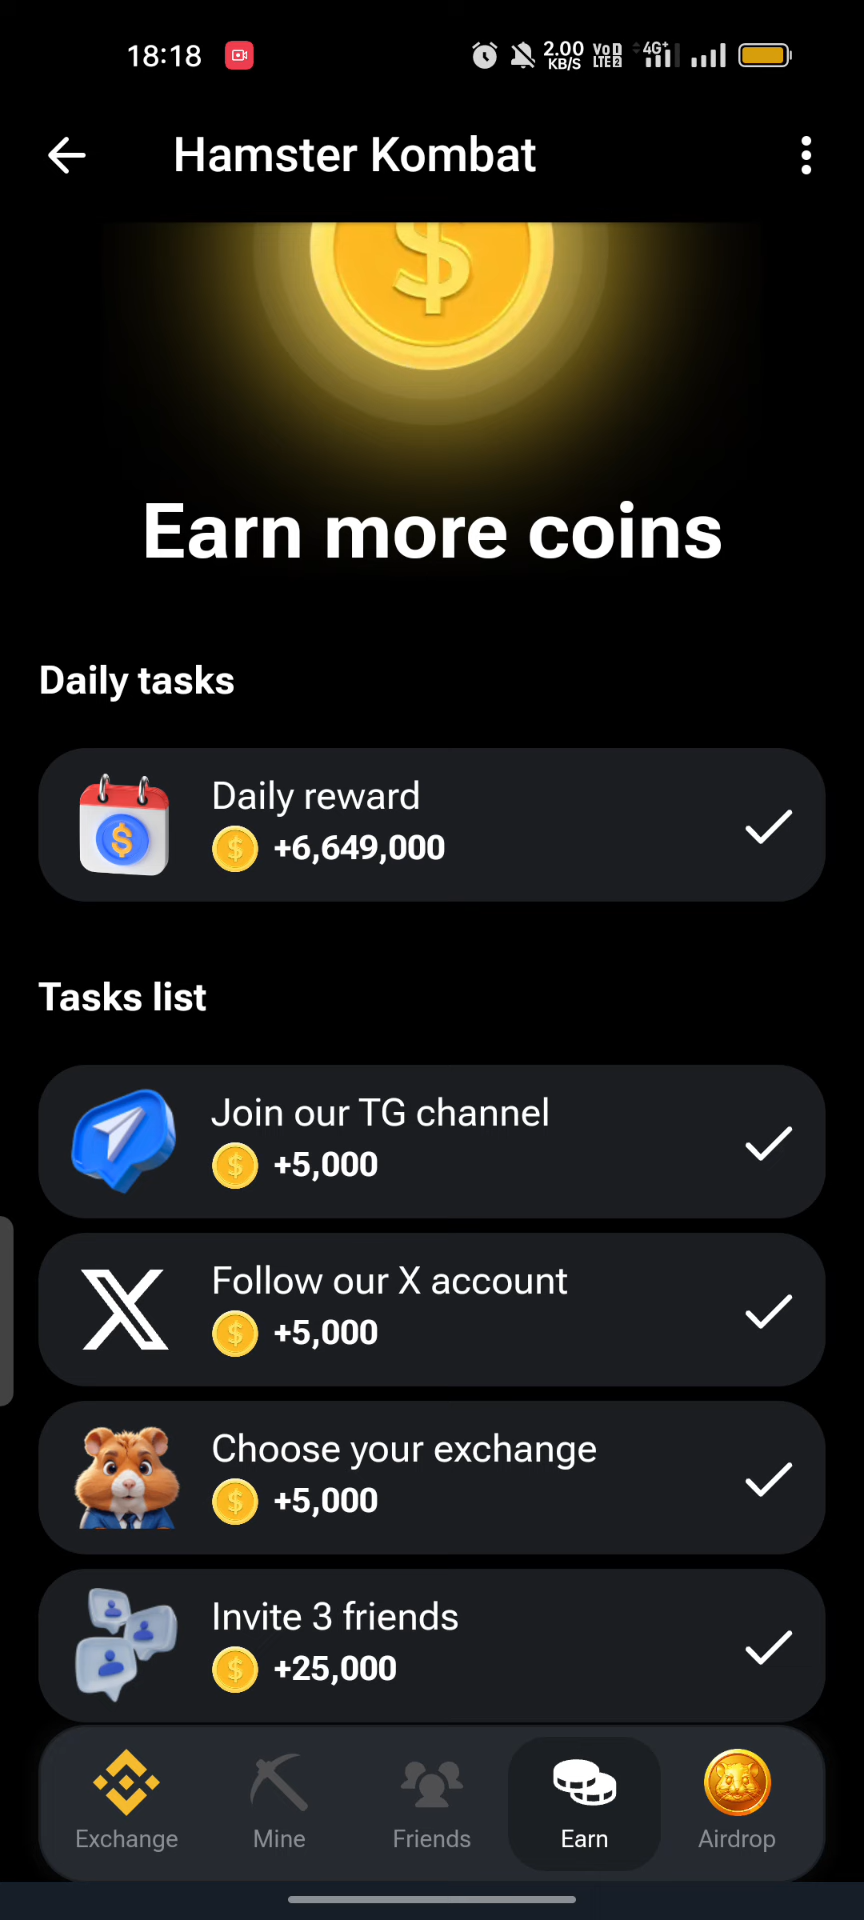 18:18
2.00 KB/S
Vo LTE2
4G+
Hamster Kombat
Earn more coins
Daily tasks
Daily reward
+6,649,000
Tasks list
Join our TG channel
+5,000
Follow our X account
+5,000
Choose your exchange
+5,000
Invite 3 friends
+25,000
Exchange
Mine
Friends
Earn
Airdrop